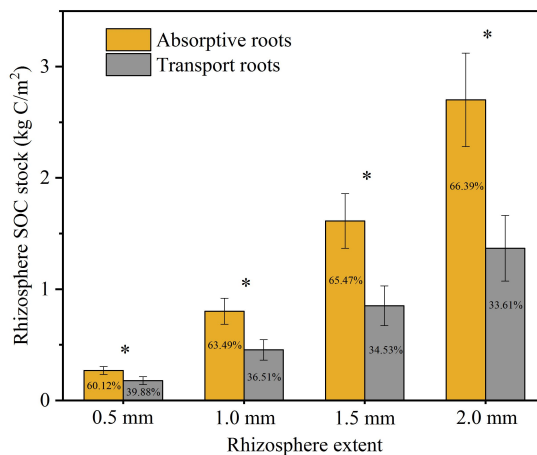 Absorptive roots
Transport roots
Rhizosphere SOC stock (kg C/m²)
3
2
1
0
*
*
*
*
60.12%
39.88%
63.49%
36.51%
65.47%
34.53%
66.39%
33.61%
0.5 mm
1.0 mm
1.5 mm
2.0 mm
Rhizosphere extent